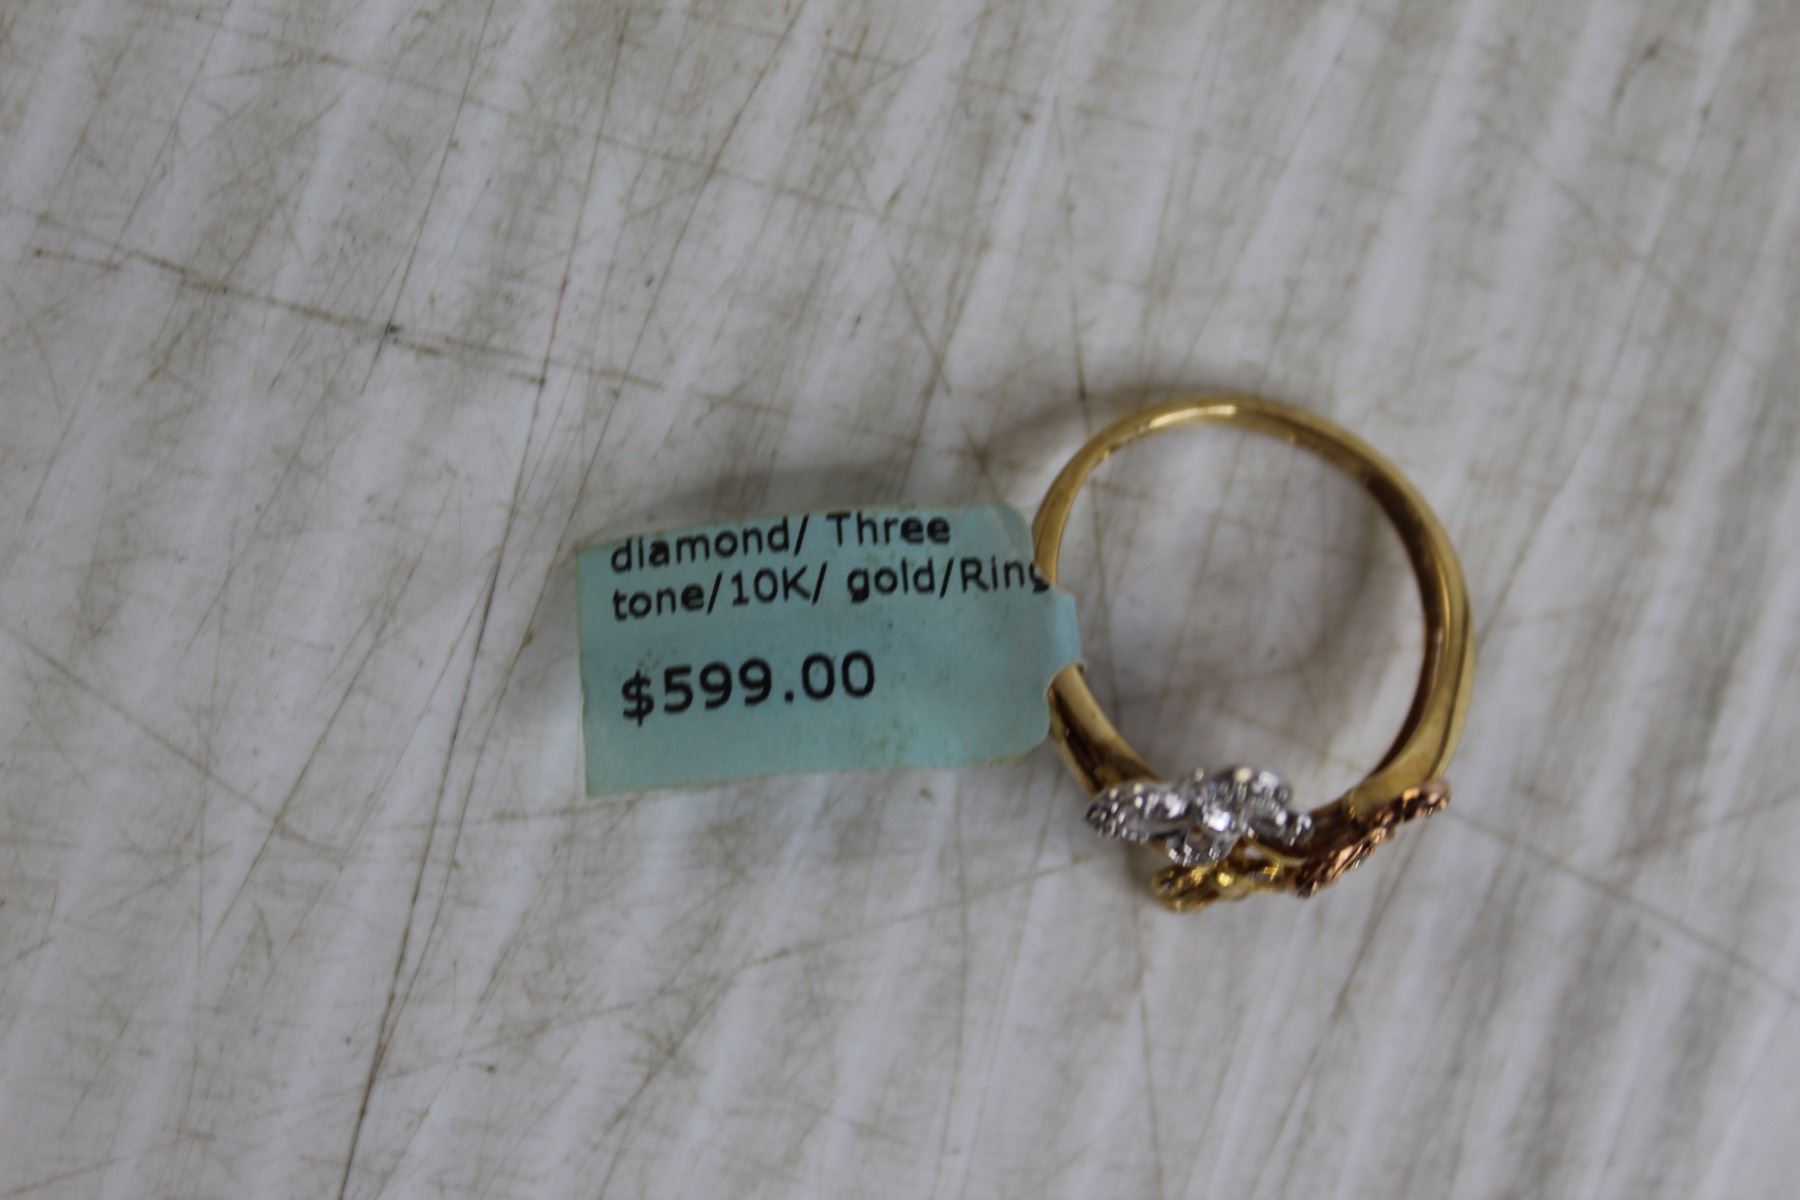 diamond/ Three
tone/10K/ gold/Ring
$599.00